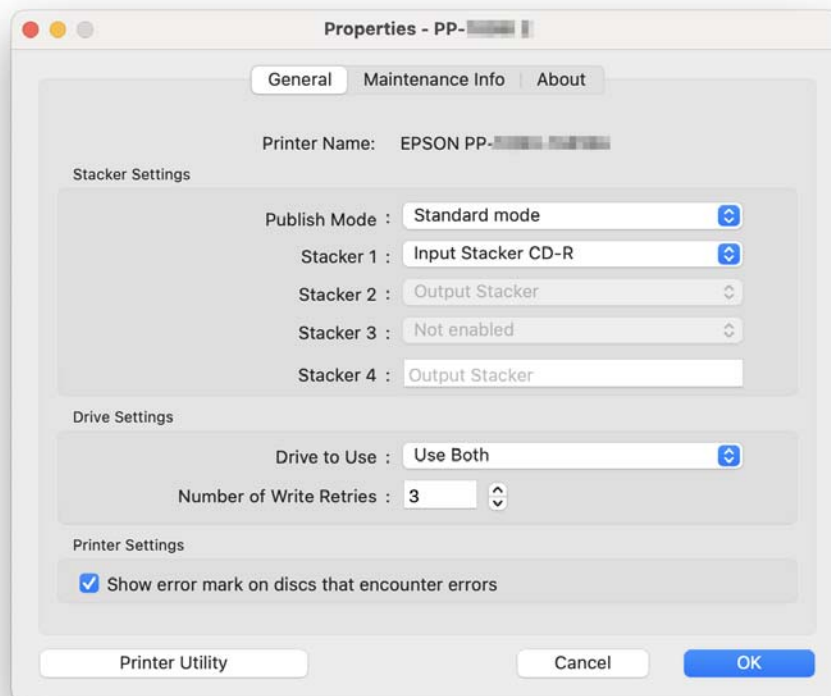 Properties - PP-
General Maintenance Info About
Printer Name: EPSON PP-
Stacker Settings
Publish Mode : Standard mode
Stacker 1 : Input Stacker CD-R
Stacker 2 : Output Stacker
Stacker 3 : Not enabled
Stacker 4 : Output Stacker
Drive Settings
Drive to Use : Use Both
Number of Write Retries : 3
Printer Settings
Show error mark on discs that encounter errors
Printer Utility Cancel OK